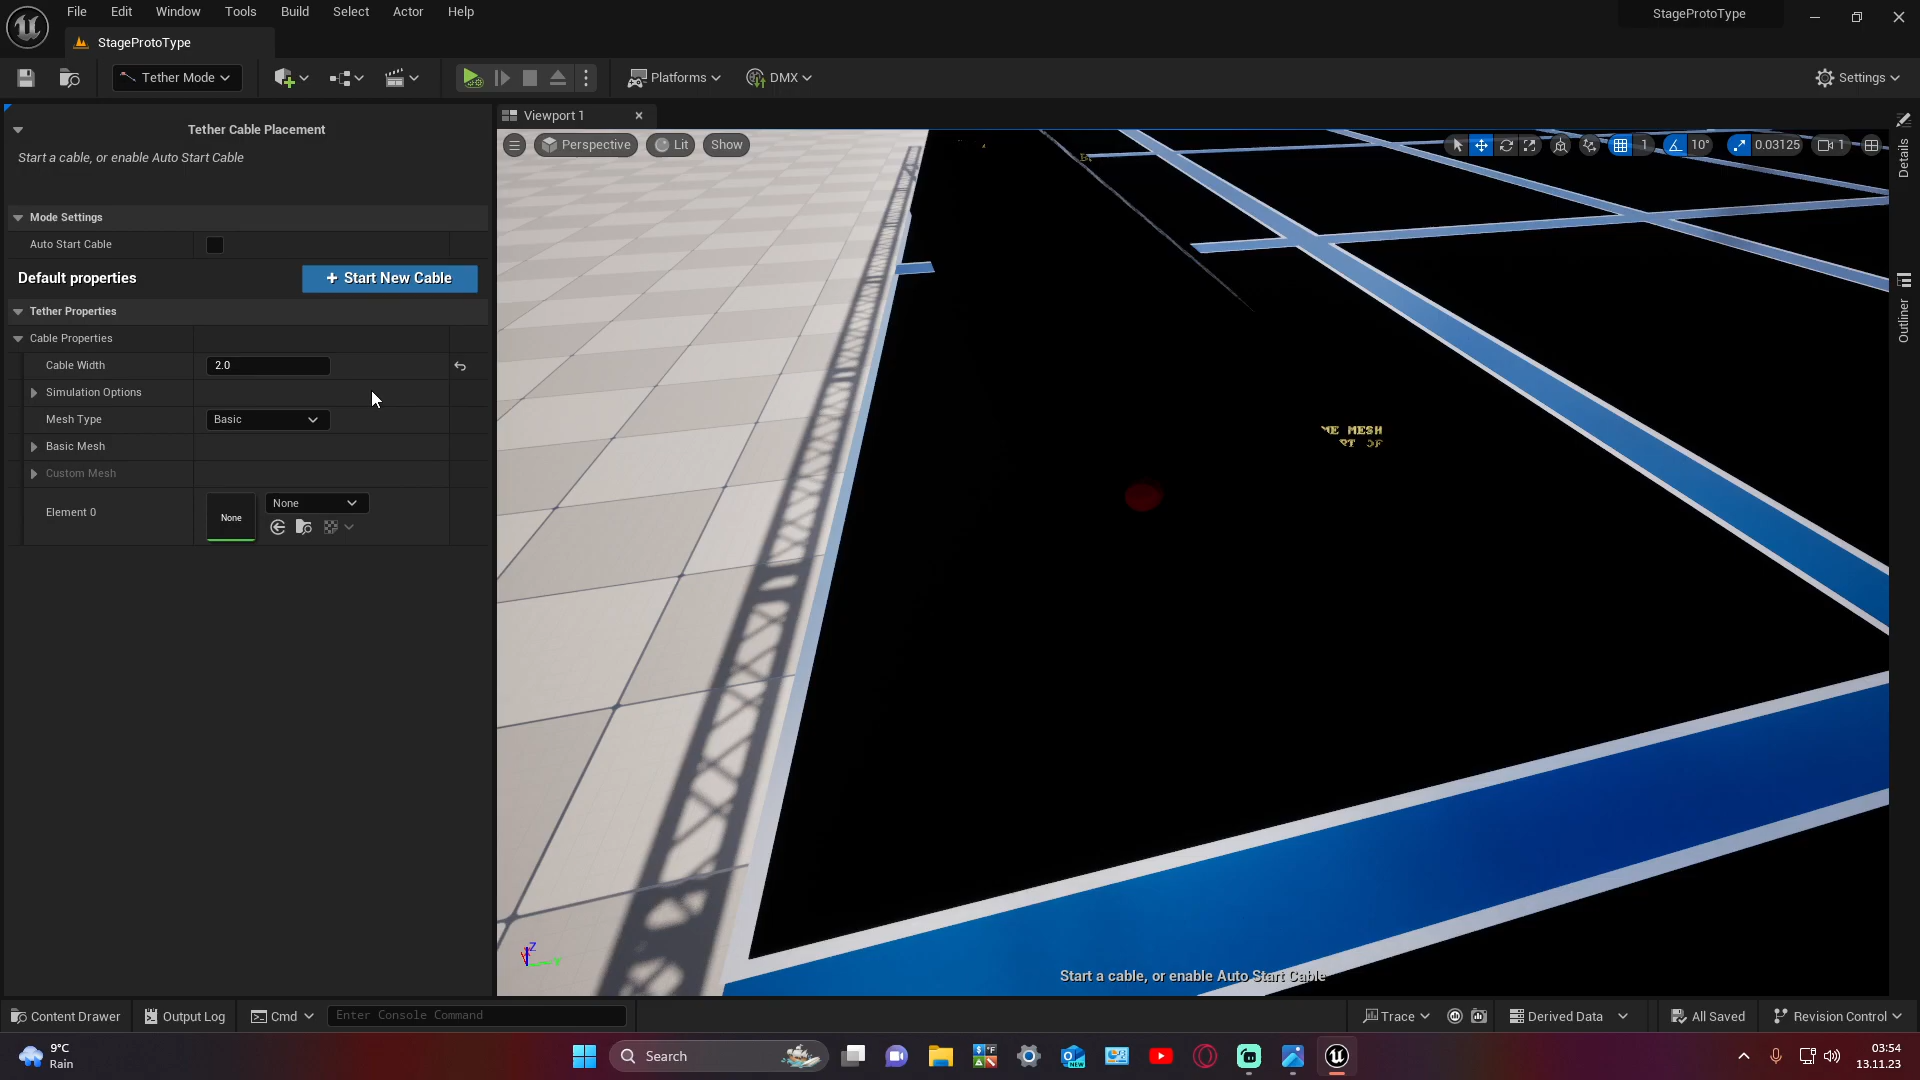 File Edit Window Tools Build Select Actor Help
StageProtoType
StageProtoType
Tether Mode
Platforms
DMX
Settings
Tether Cable Placement
Start a cable, or enable Auto Start Cable
Mode Settings
Auto Start Cable
Default properties
+ Start New Cable
Tether Properties
Cable Properties
Cable Width
2.0
Simulation Options
Mesh Type
Basic
Basic Mesh
Custom Mesh
Element 0
None
None
Viewport 1
Perspective
Lit
Show
1
10°
0.03125
1
Details
Outliner
MESH
Z
Y
Start a cable, or enable Auto Start Cable
Content Drawer
Output Log
Cmd
Enter Console Command
Trace
Derived Data
All Saved
Revision Control
9°C
Rain
Search
NEW
03:54
13.11.23